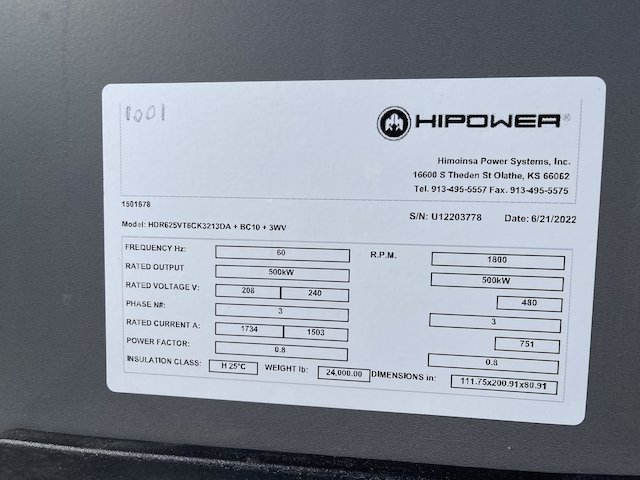 1001
HIPOWER®
Himoinsa Power Systems, Inc.
16600 S Theden St Olathe, KS 66062
Tel. 913-495-5557 Fax. 913-495-5575
1501678
S/N: U12203778 Date: 6/21/2022
Model: HDR625VT6CK3213DA + BC10 + 3WV
FREQUENCY Hz: 60 R.P.M. 1800
RATED OUTPUT 500kW 500kW
RATED VOLTAGE V: 208 240 480
PHASE N#: 3 3
RATED CURRENT A: 1734 1503 751
POWER FACTOR: 0.8 0.8
INSULATION CLASS: H 25°C WEIGHT lb: 24,000.00 DIMENSIONS in: 111.75x200.91x80.91